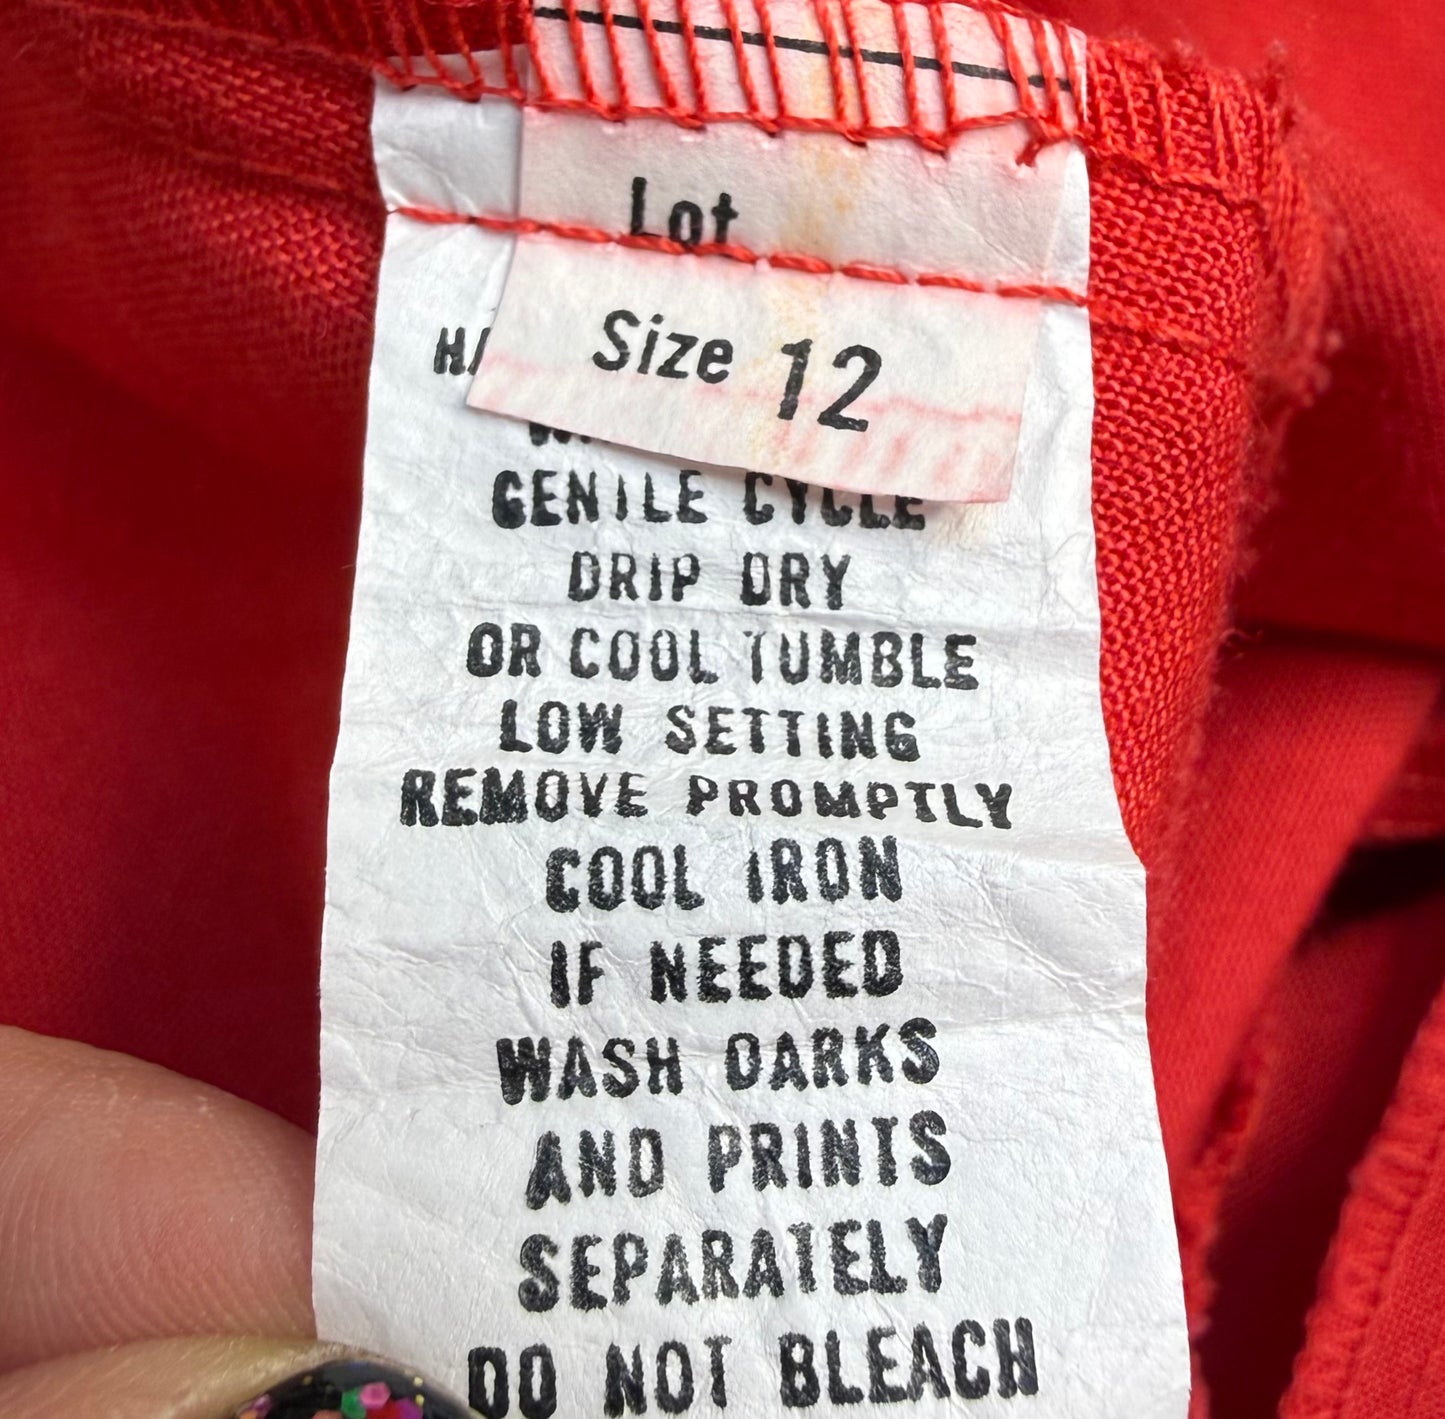 Lot
Size 12
GENTLE CYCLE
DRIP DRY
OR COOL TUMBLE
LOW SETTING
REMOVE PROMPTLY
COOL IRON
IF NEEDED
WASH DARKS
AND PRINTS
SEPARATELY
DO NOT BLEACH